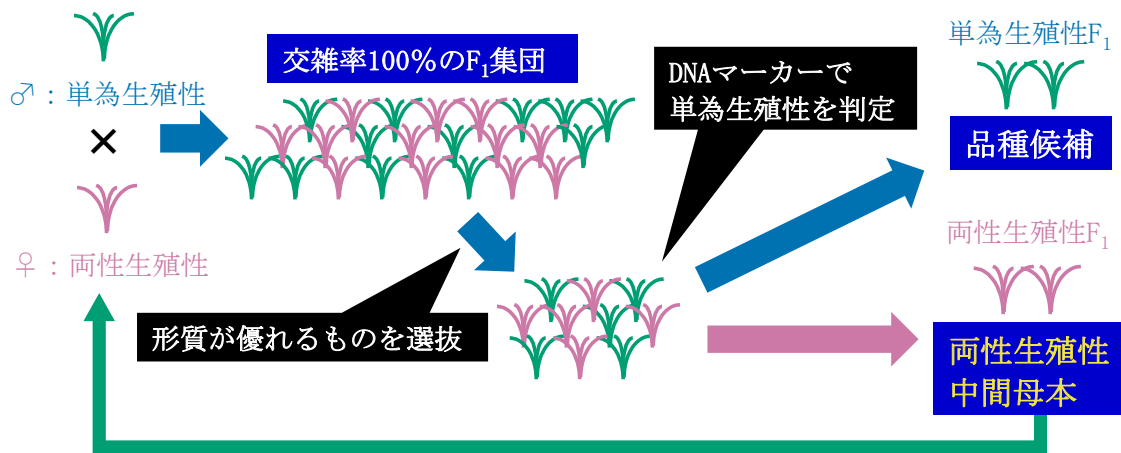 ♂：単為生殖性
×
♀：両性生殖性
交雑率100％のF₁集団
形質が優れるものを選抜
DNAマーカーで
単為生殖性を判定
単為生殖性F₁
品種候補
両性生殖性F₁
両性生殖性
中間母本